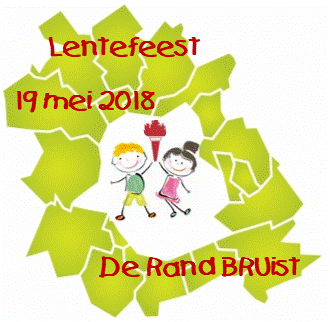 Lentefeest
19 mei 2018
De Rand BRUist